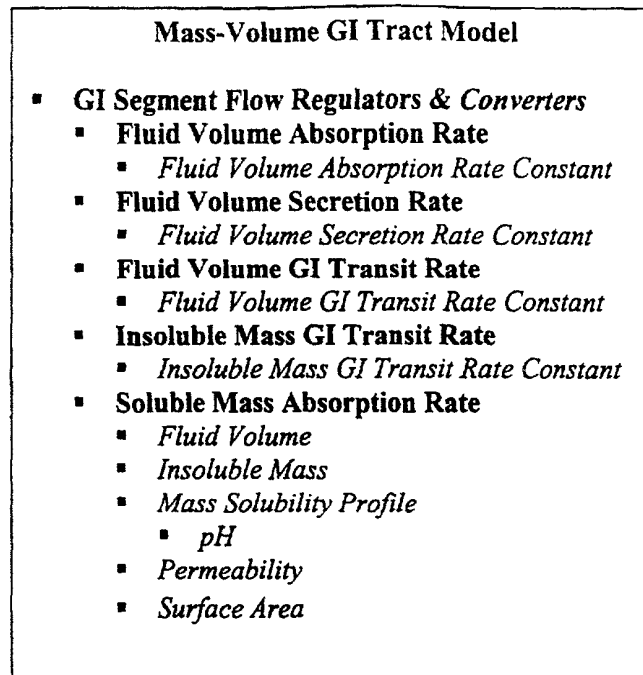 Mass-Volume GI Tract Model
▪ GI Segment Flow Regulators & Converters
▪ Fluid Volume Absorption Rate
▪ Fluid Volume Absorption Rate Constant
▪ Fluid Volume Secretion Rate
▪ Fluid Volume Secretion Rate Constant
▪ Fluid Volume GI Transit Rate
▪ Fluid Volume GI Transit Rate Constant
▪ Insoluble Mass GI Transit Rate
▪ Insoluble Mass GI Transit Rate Constant
▪ Soluble Mass Absorption Rate
▪ Fluid Volume
▪ Insoluble Mass
▪ Mass Solubility Profile
▪ pH
▪ Permeability
▪ Surface Area